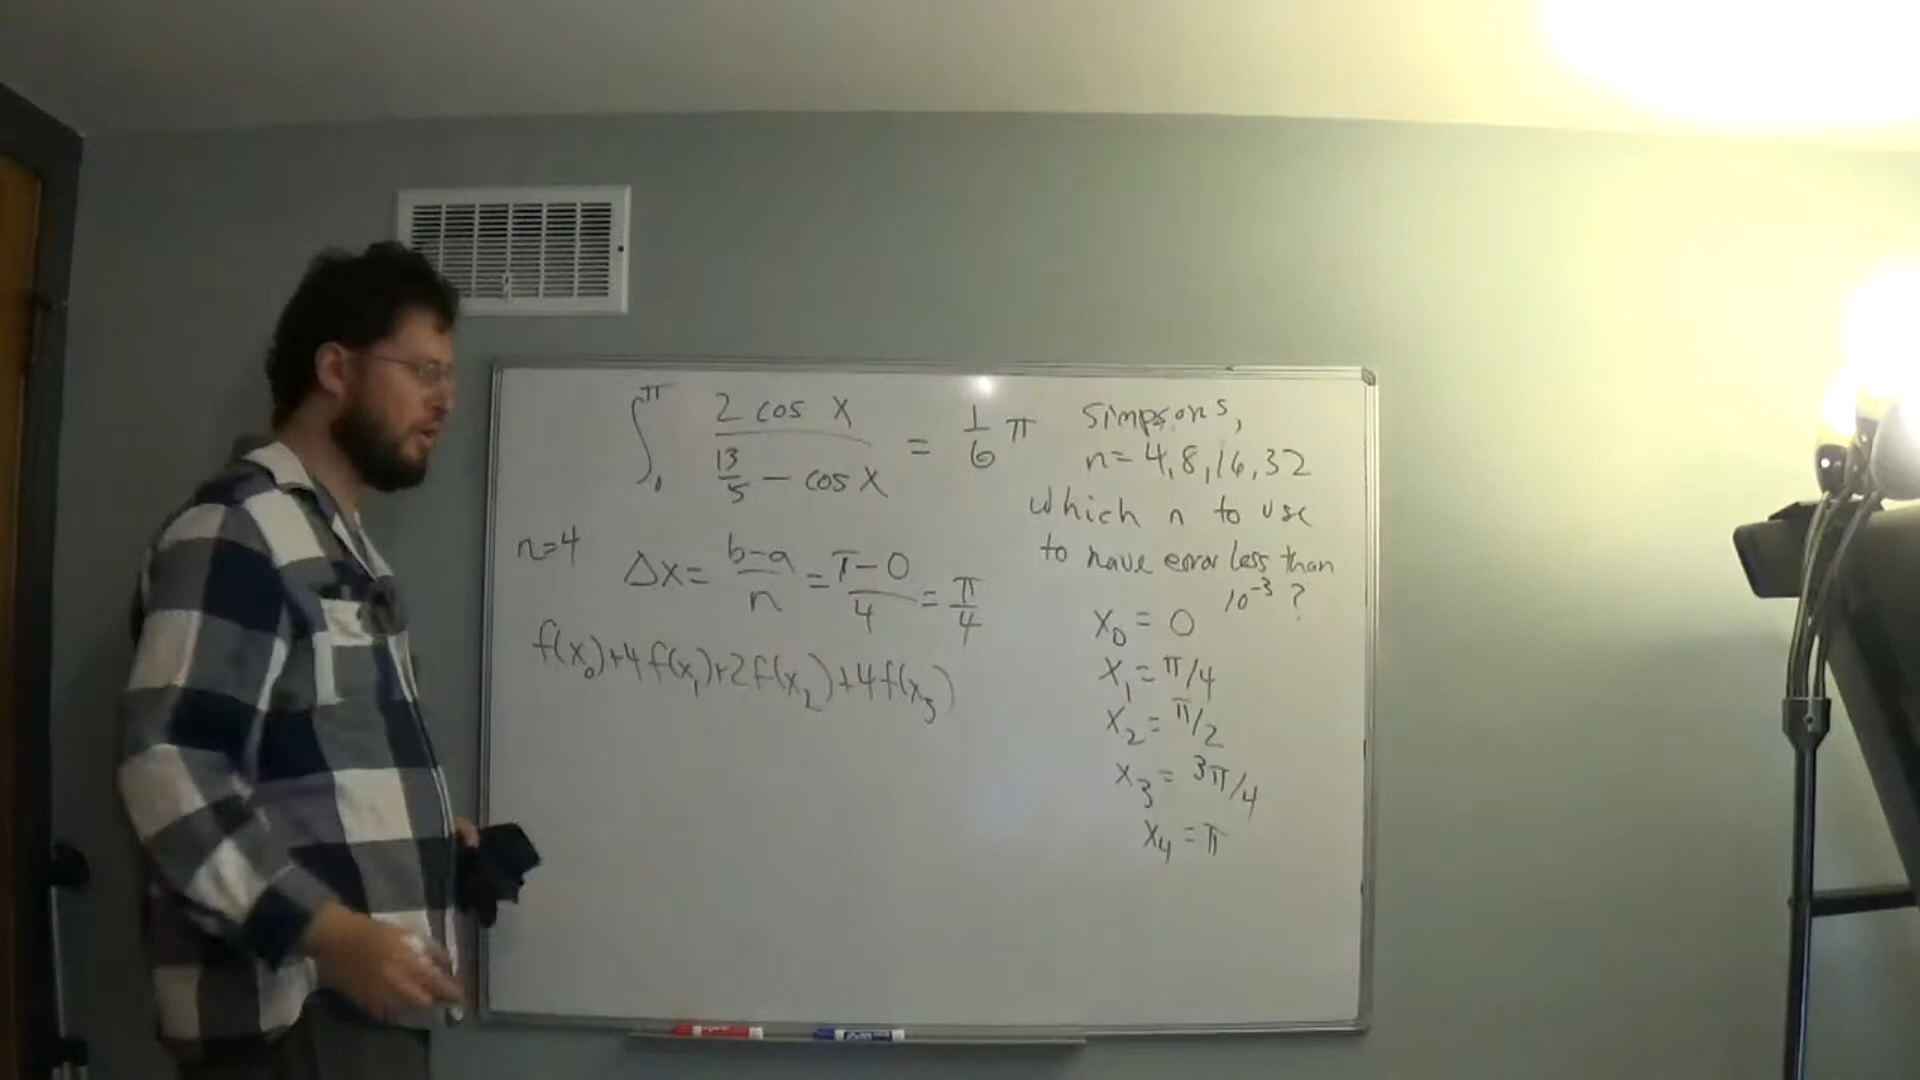 ∫₀^π (2 cos x)/(13/5 − cos x) = 1/6 π
Simpsons,
n=4,8,16,32
which n to use
to have error less than
10⁻³ ?
n=4
Δx = (b−a)/n = (π−0)/4 = π/4
f(x₀)+4f(x₁)+2f(x₂)+4f(x₃)
x₀ = 0
x₁ = π/4
x₂ = π/2
x₃ = 3π/4
x₄ = π